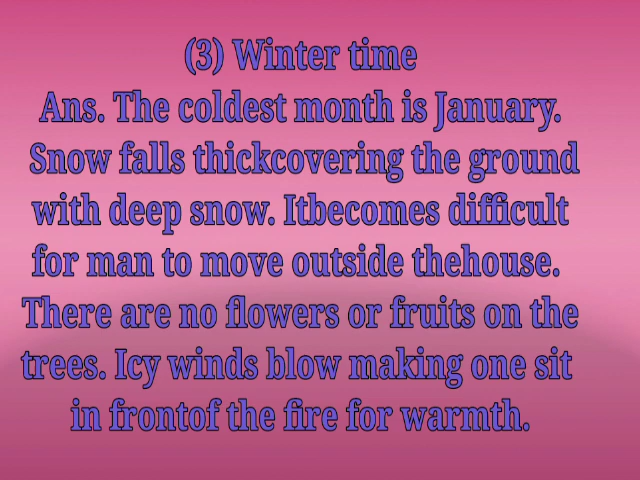 (3) Winter time
Ans. The coldest month is January.
Snow falls thickcovering the ground
with deep snow. Itbecomes difficult
for man to move outside thehouse.
There are no flowers or fruits on the
trees. Icy winds blow making one sit
in frontof the fire for warmth.